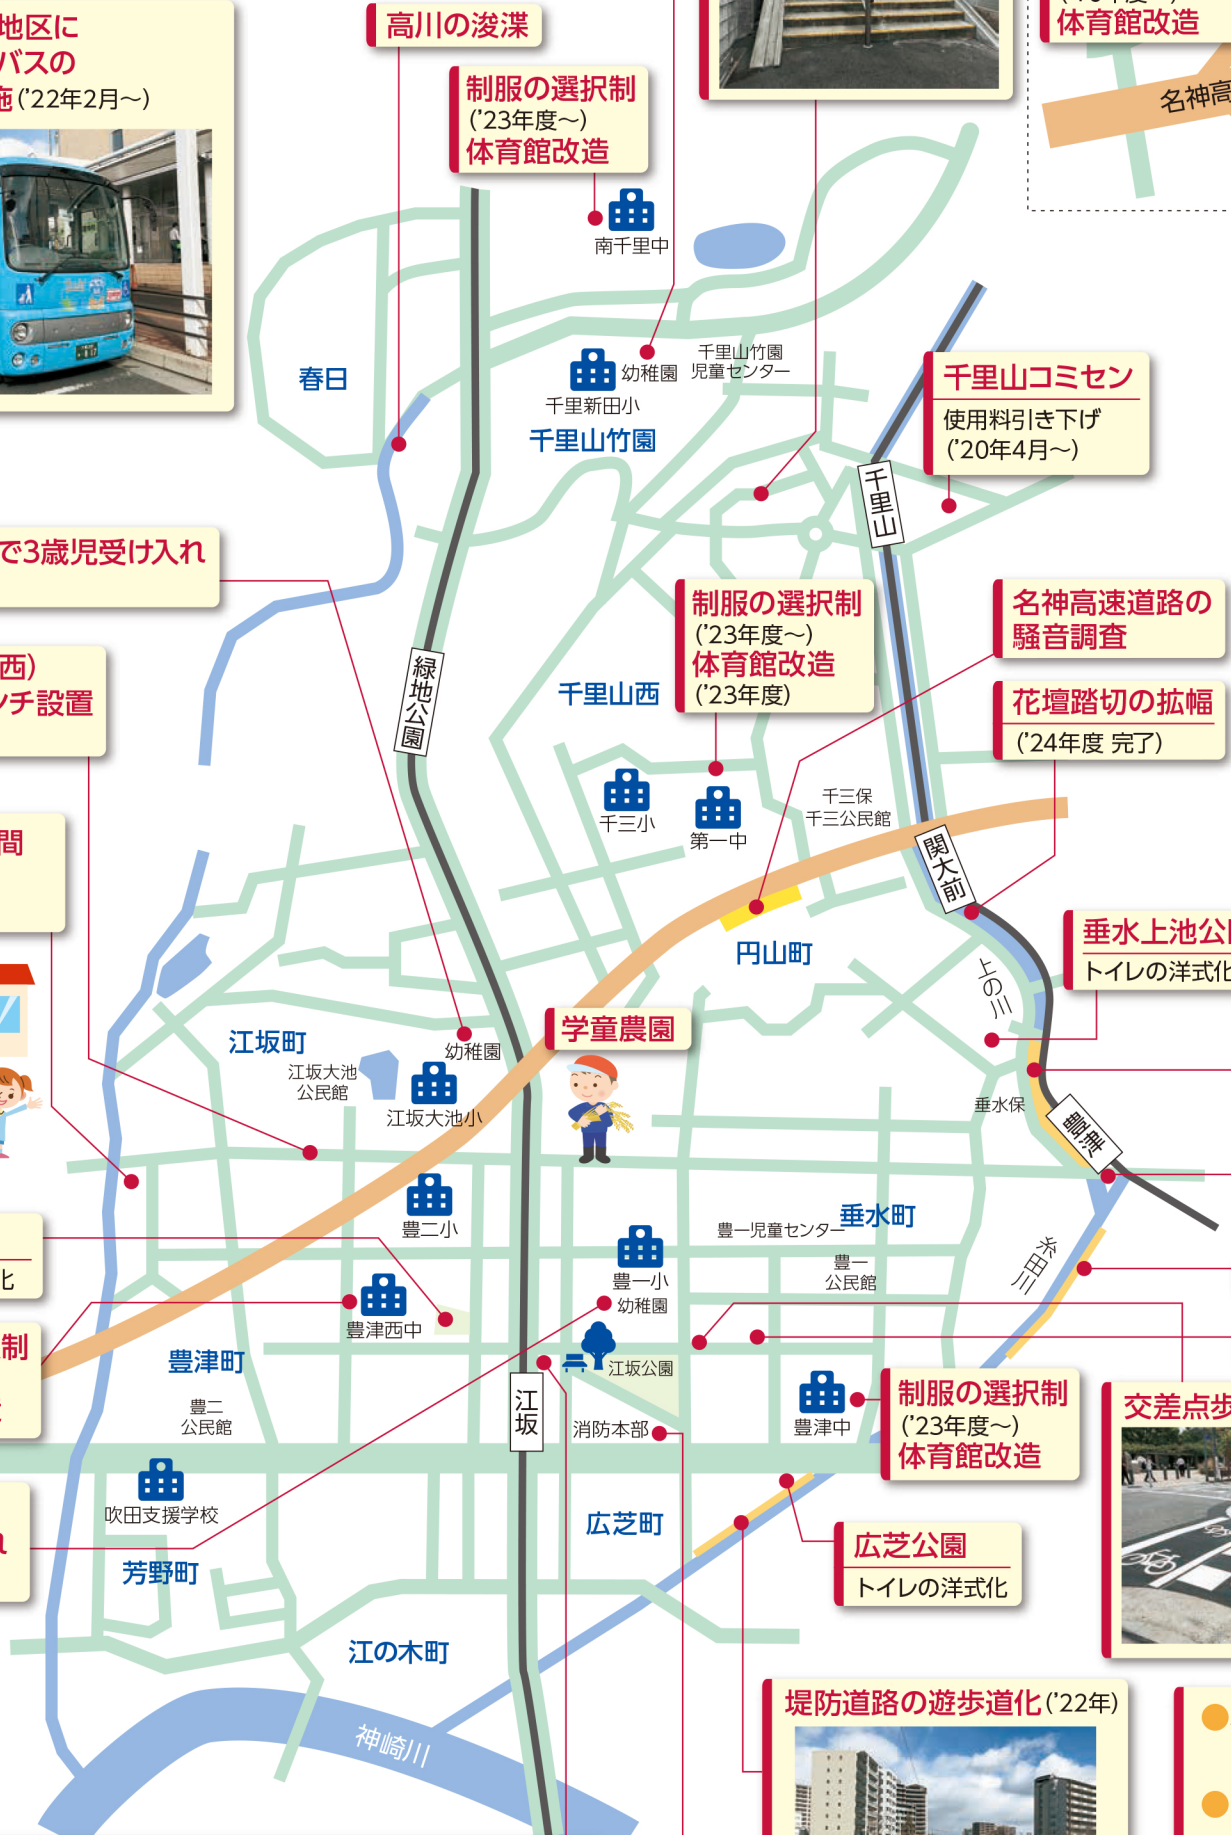 地区に
バスの
施('22年2月～)
高川の浚渫
制服の選択制
('23年度～)
体育館改造
体育館改造
名神高
南千里中
春日
幼稚園
千里新田小
千里山竹園
児童センター
千里山竹園
千里山コミセン
使用料引き下げ
('20年4月～)
千里山
で3歳児受け入れ
西)
ンチ設置
緑地公園
千里山西
制服の選択制
('23年度～)
体育館改造
('23年度)
名神高速道路の
騒音調査
花壇踏切の拡幅
('24年度 完了)
千三小
第一中
千三保
千三公民館
関大前
間
円山町
上の川
垂水上池公
トイレの洋式化
学童農園
江坂町
江坂大池
公民館
幼稚園
江坂大池小
垂水保
豊津
豊二小
豊一児童センター
垂水町
豊一
公民館
糸田川
豊一小
幼稚園
化
制
豊津西中
豊津町
豊二
公民館
江坂
江坂公園
消防本部
豊津中
制服の選択制
('23年度～)
体育館改造
交差点歩
吹田支援学校
芳野町
広芝町
広芝公園
トイレの洋式化
江の木町
神崎川
堤防道路の遊歩道化('22年)